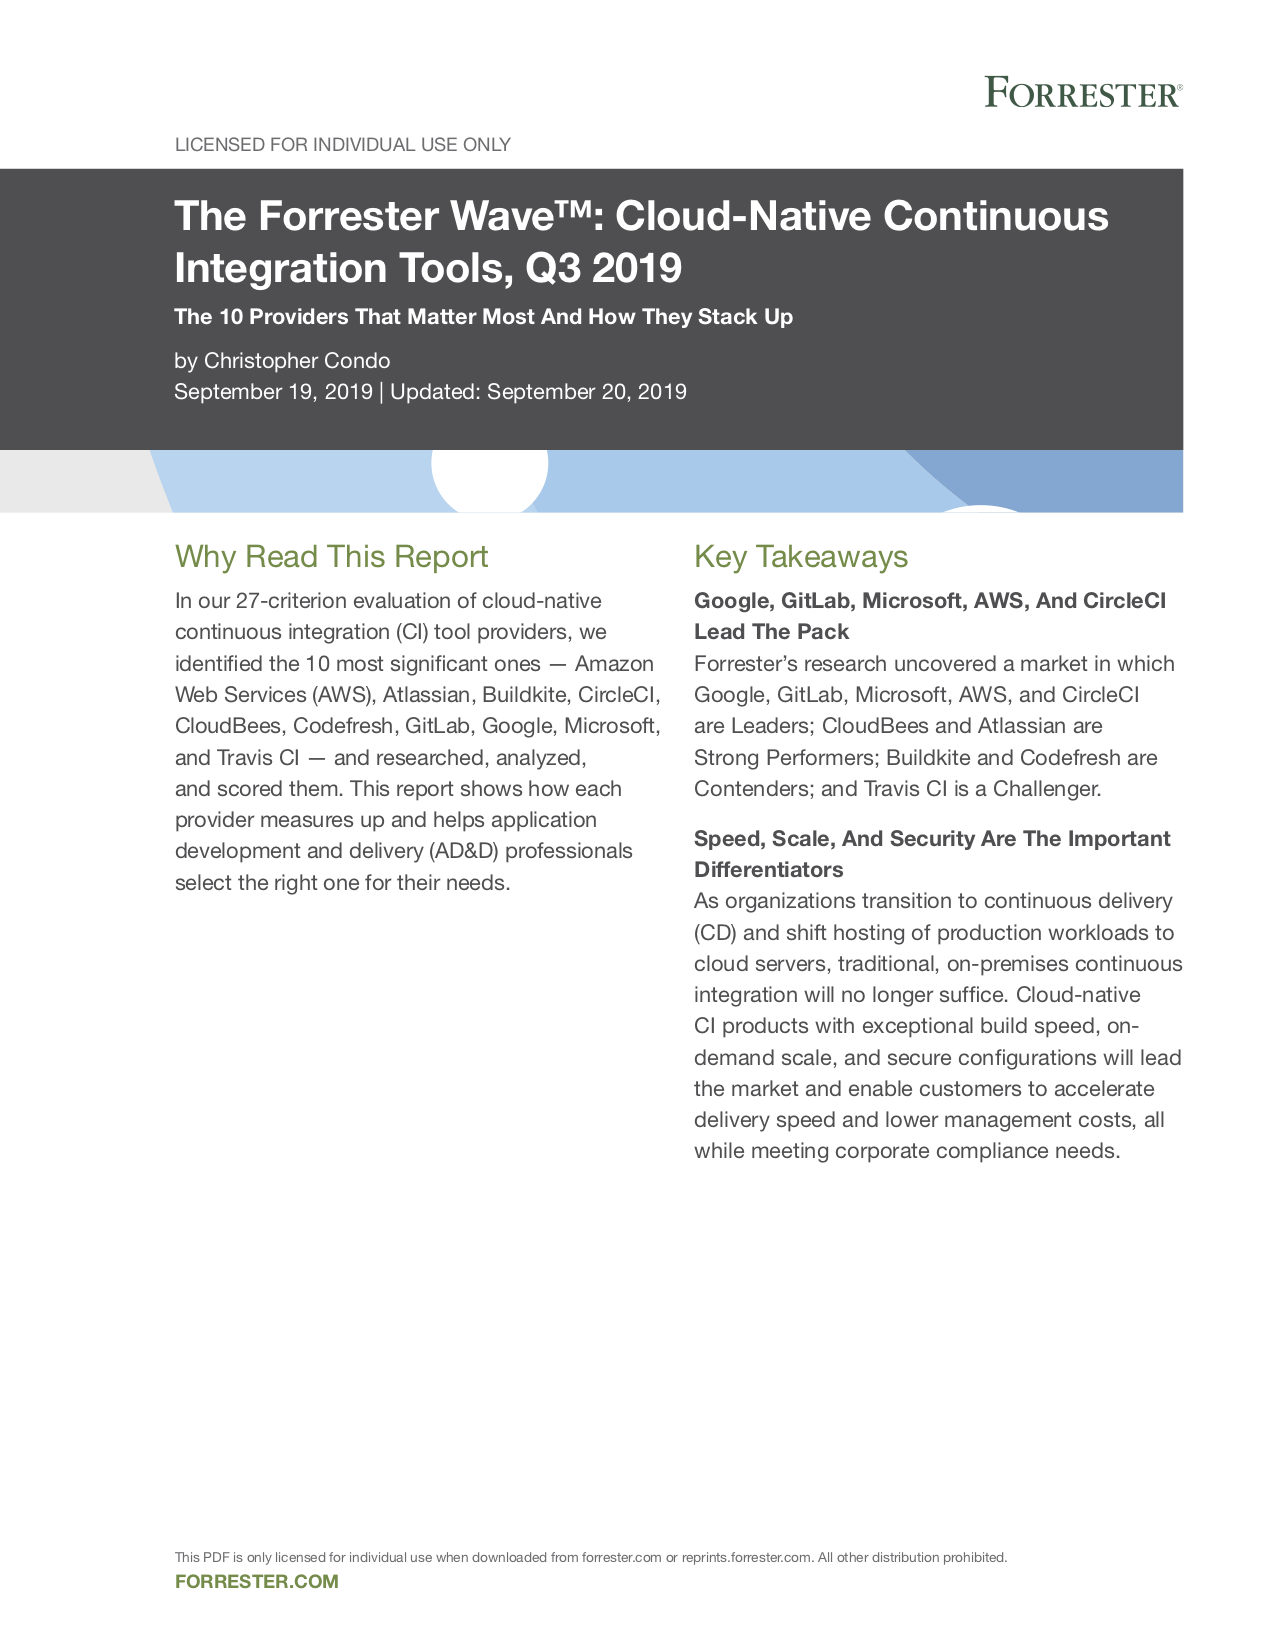 FORRESTER®
LICENSED FOR INDIVIDUAL USE ONLY
The Forrester Wave™: Cloud-Native Continuous
Integration Tools, Q3 2019
The 10 Providers That Matter Most And How They Stack Up
by Christopher Condo
September 19, 2019 | Updated: September 20, 2019
Why Read This Report
In our 27-criterion evaluation of cloud-native
continuous integration (CI) tool providers, we
identified the 10 most significant ones — Amazon
Web Services (AWS), Atlassian, Buildkite, CircleCI,
CloudBees, Codefresh, GitLab, Google, Microsoft,
and Travis CI — and researched, analyzed,
and scored them. This report shows how each
provider measures up and helps application
development and delivery (AD&D) professionals
select the right one for their needs.
Key Takeaways
Google, GitLab, Microsoft, AWS, And CircleCI
Lead The Pack
Forrester’s research uncovered a market in which
Google, GitLab, Microsoft, AWS, and CircleCI
are Leaders; CloudBees and Atlassian are
Strong Performers; Buildkite and Codefresh are
Contenders; and Travis CI is a Challenger.
Speed, Scale, And Security Are The Important
Differentiators
As organizations transition to continuous delivery
(CD) and shift hosting of production workloads to
cloud servers, traditional, on-premises continuous
integration will no longer suffice. Cloud-native
CI products with exceptional build speed, on-
demand scale, and secure configurations will lead
the market and enable customers to accelerate
delivery speed and lower management costs, all
while meeting corporate compliance needs.
This PDF is only licensed for individual use when downloaded from forrester.com or reprints.forrester.com. All other distribution prohibited.
FORRESTER.COM